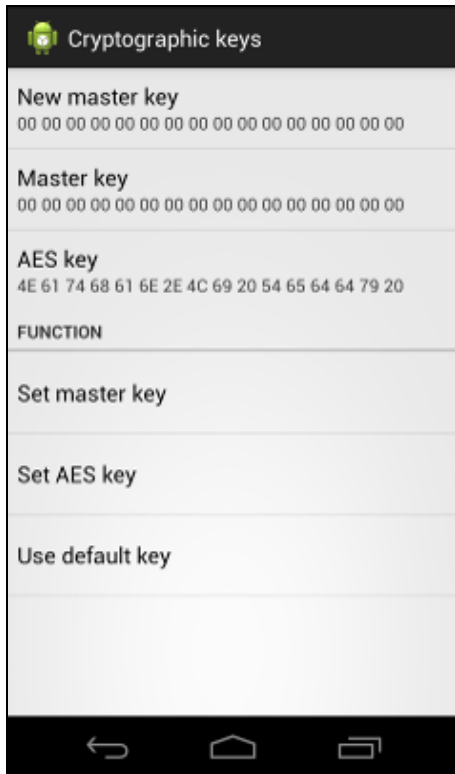 Cryptographic keys
New master key
00 00 00 00 00 00 00 00 00 00 00 00 00 00 00 00
Master key
00 00 00 00 00 00 00 00 00 00 00 00 00 00 00 00
AES key
4E 61 74 68 61 6E 2E 4C 69 20 54 65 64 64 79 20
FUNCTION
Set master key
Set AES key
Use default key